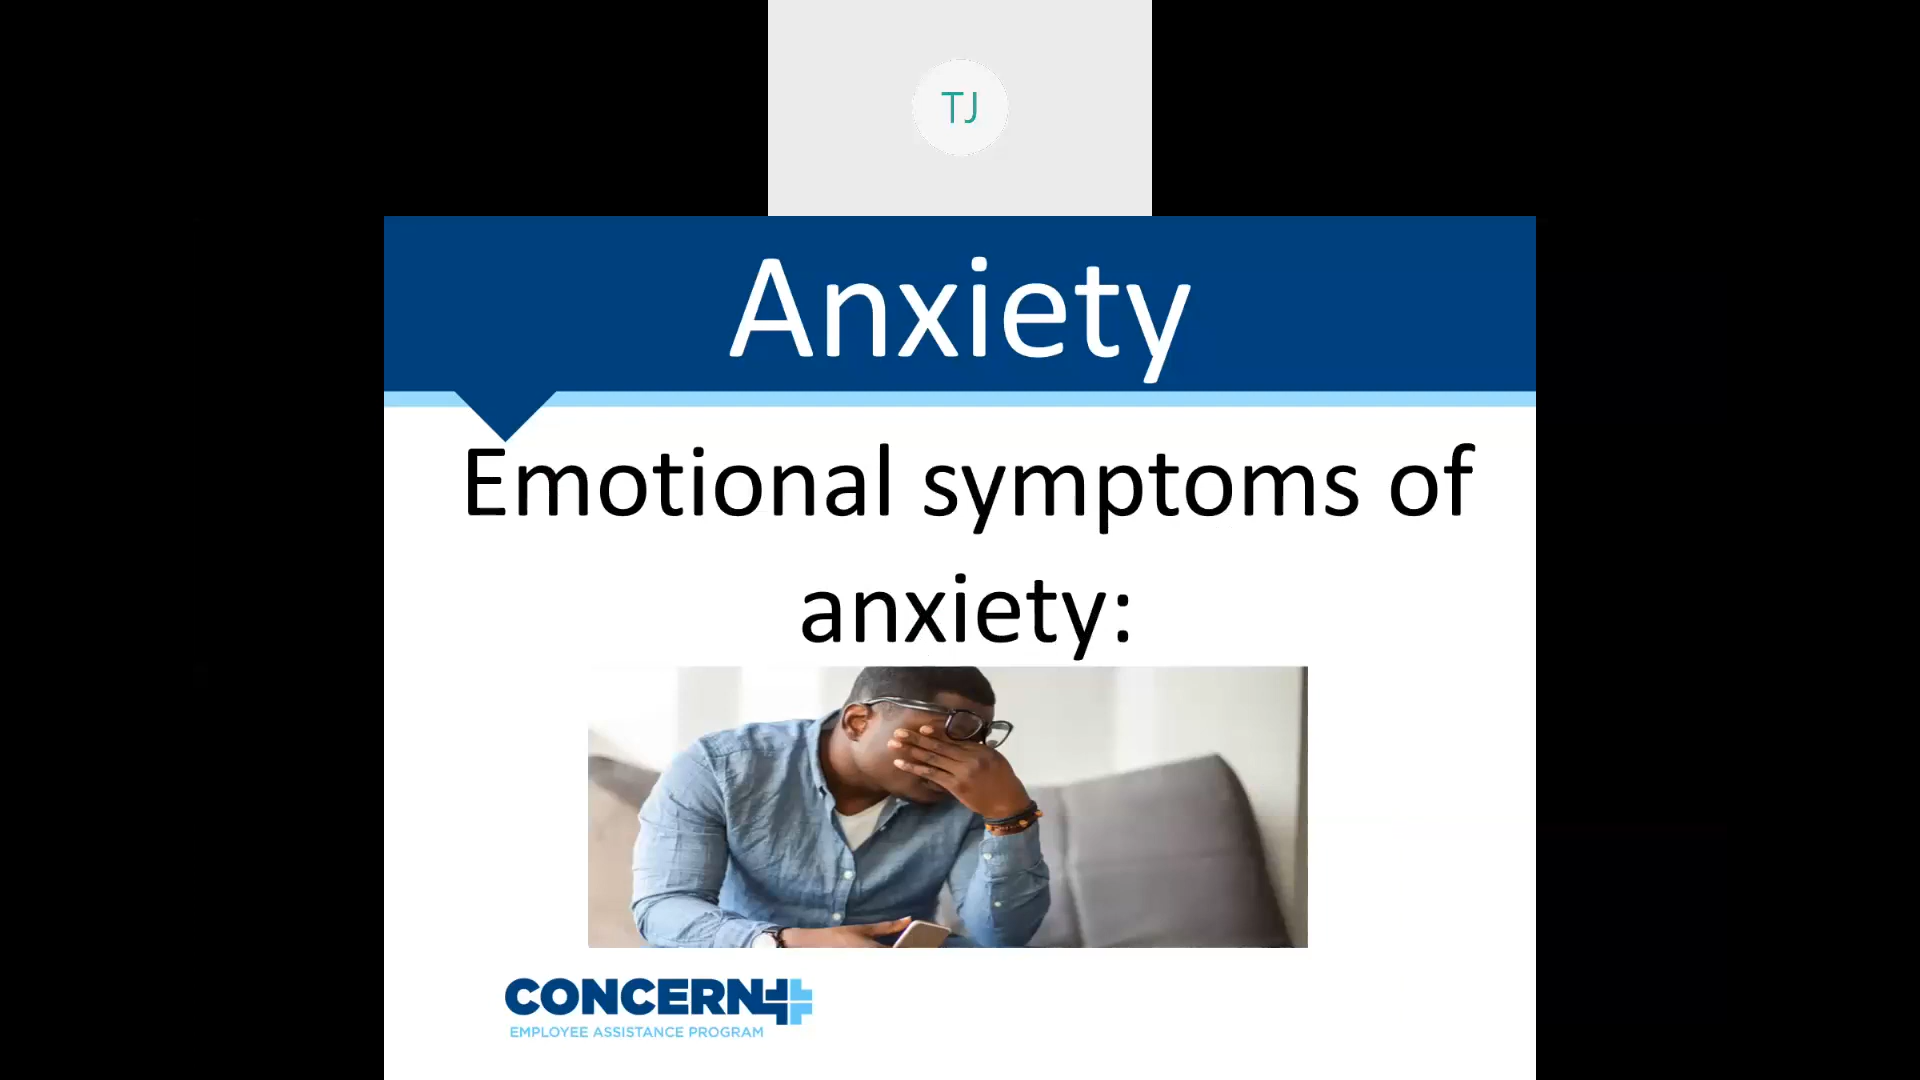 TJ
Anxiety
Emotional symptoms of
anxiety:
CONCERN
EMPLOYEE ASSISTANCE PROGRAM